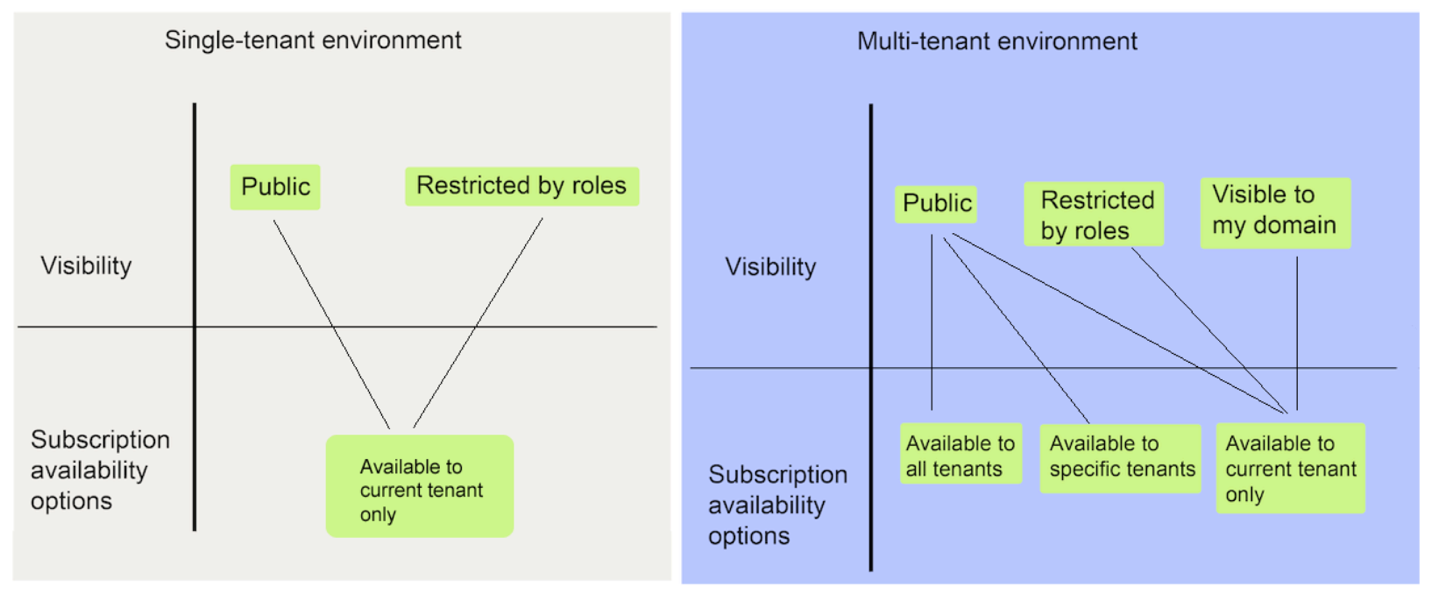 Single-tenant environment
Public
Restricted by roles
Visibility
Subscription
availability
options
Available to
current tenant
only
Multi-tenant environment
Public
Restricted
by roles
Visible to
my domain
Visibility
Subscription
availability
options
Available to
all tenants
Available to
specific tenants
Available to
current tenant
only